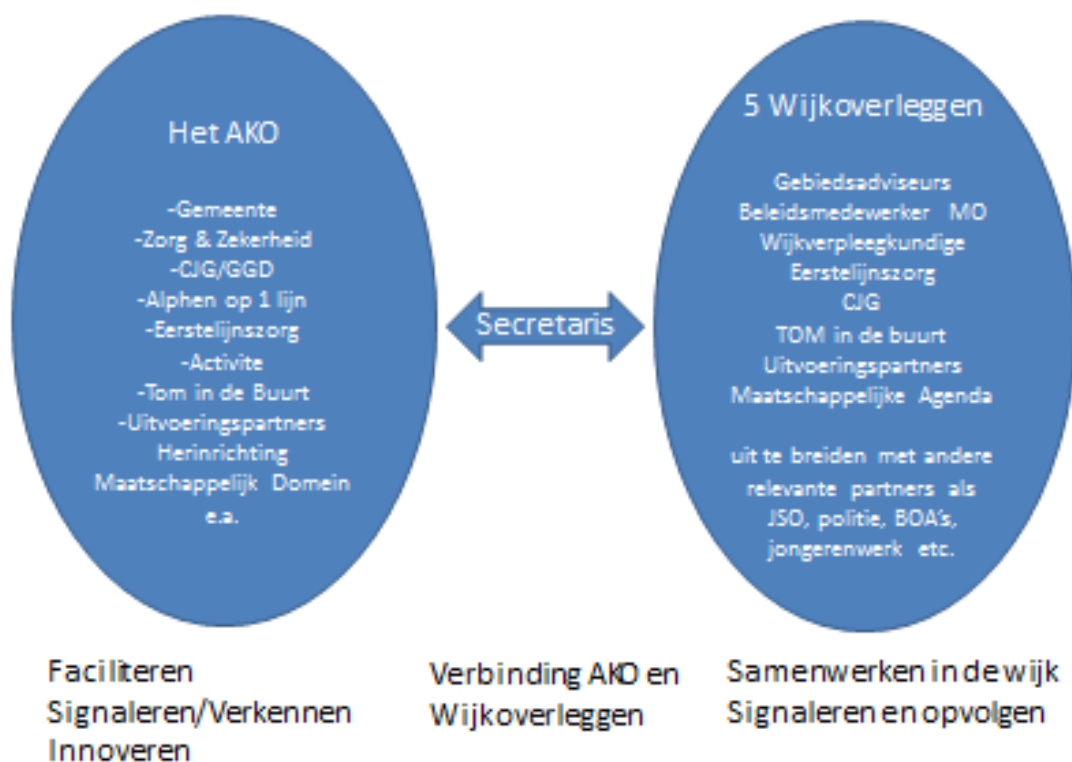 Het AKO
-Gemeente
-Zorg & Zekerheid
-CJG/GGD
-Alphen op 1 lijn
-Eerstelijnszorg
-Activite
-Tom in de Buurt
-Uitvoeringspartners
Herinrichting
Maatschappelijk Domein
e.a.
Secretaris
5 Wijkoverleggen
Gebiedsadviseurs
Beleidsmedewerker MO
Wijkverpleegkundige
Eerstelijnszorg
CJG
TOM in de buurt
Uitvoeringspartners
Maatschappelijke Agenda
uit te breiden met andere
relevante partners als
JSO, politie, BOA's,
jongerenwerk etc.
Faciliteren
Signaleren/Verkennen
Innoveren
Verbinding AKO en
Wijkoverleggen
Samenwerken in de wijk
Signaleren en opvolgen